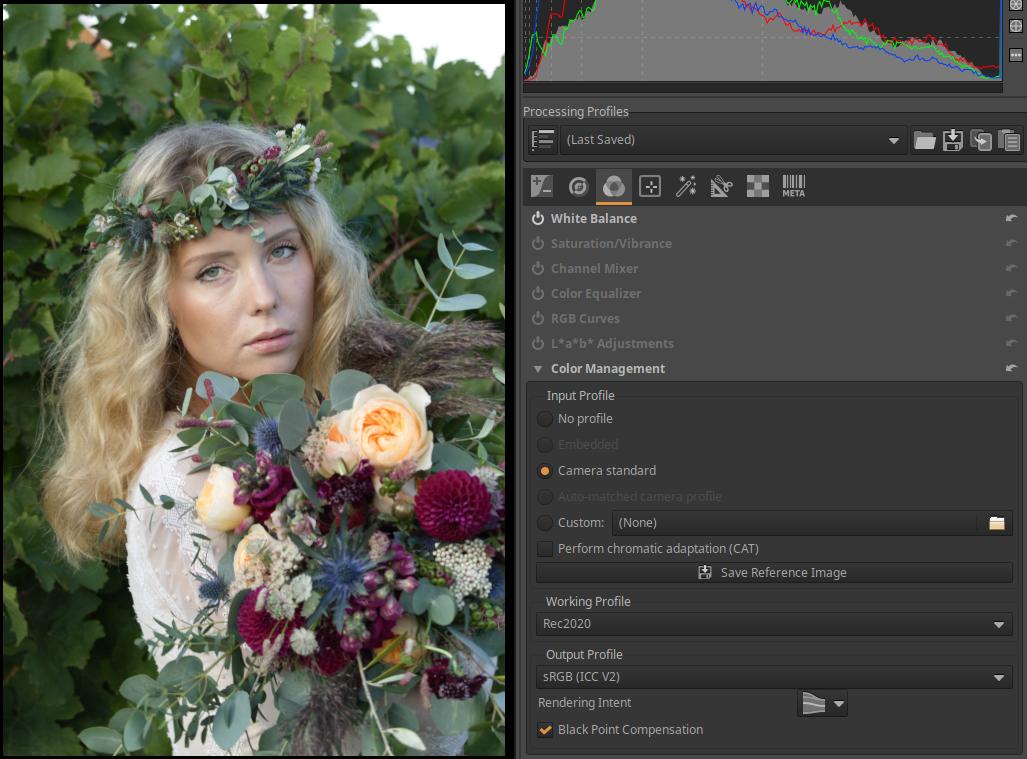 Processing Profiles
(Last Saved)
META
White Balance
Saturation/Vibrance
Channel Mixer
Color Equalizer
RGB Curves
L*a*b* Adjustments
Color Management
Input Profile
No profile
Embedded
Camera standard
Auto-matched camera profile
Custom: (None)
Perform chromatic adaptation (CAT)
Save Reference Image
Working Profile
Rec2020
Output Profile
sRGB (ICC V2)
Rendering Intent
Black Point Compensation